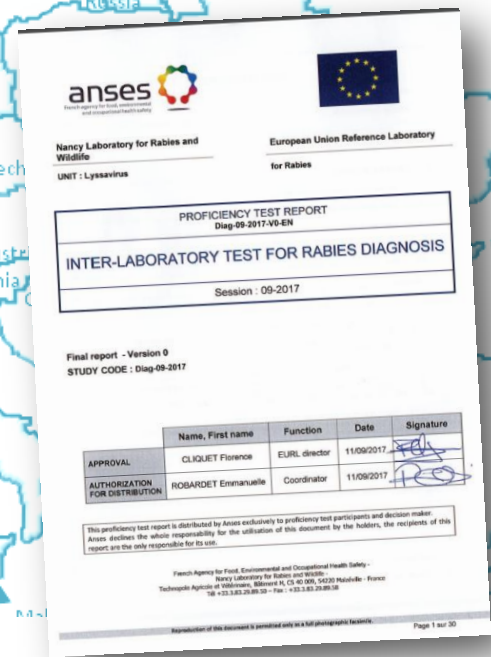 Russia
anses
French agency for food, environmental
and occupational health safety
Nancy Laboratory for Rabies and
Wildlife
UNIT : Lyssavirus
European Union Reference Laboratory
for Rabies
PROFICIENCY TEST REPORT
Diag-09-2017-V0-EN
INTER-LABORATORY TEST FOR RABIES DIAGNOSIS
Session : 09-2017
Final report - Version 0
STUDY CODE : Diag-09-2017
Name, First name Function Date Signature
APPROVAL CLIQUET Florence EURL director 11/09/2017
AUTHORIZATION
FOR DISTRIBUTION ROBARDET Emmanuelle Coordinator 11/09/2017
This proficiency test report is distributed by Anses exclusively to proficiency test participants and decision maker.
Anses declines the whole responsability for the utilisation of this document by the holders, the recipients of this
report are the only responsible for its use.
French Agency for Food, Environmental and Occupational Health Safety -
Nancy Laboratory for Rabies and Wildlife -
Technopole Agricole et Vétérinaire, Bâtiment H, CS 40 009, 54220 Malzéville - France
Tél +33.3.83.29.89.50 – Fax : +33.3.83.29.89.58
Reproduction of this document is permitted only as a full photographic facsimile.
Page 1 sur 30